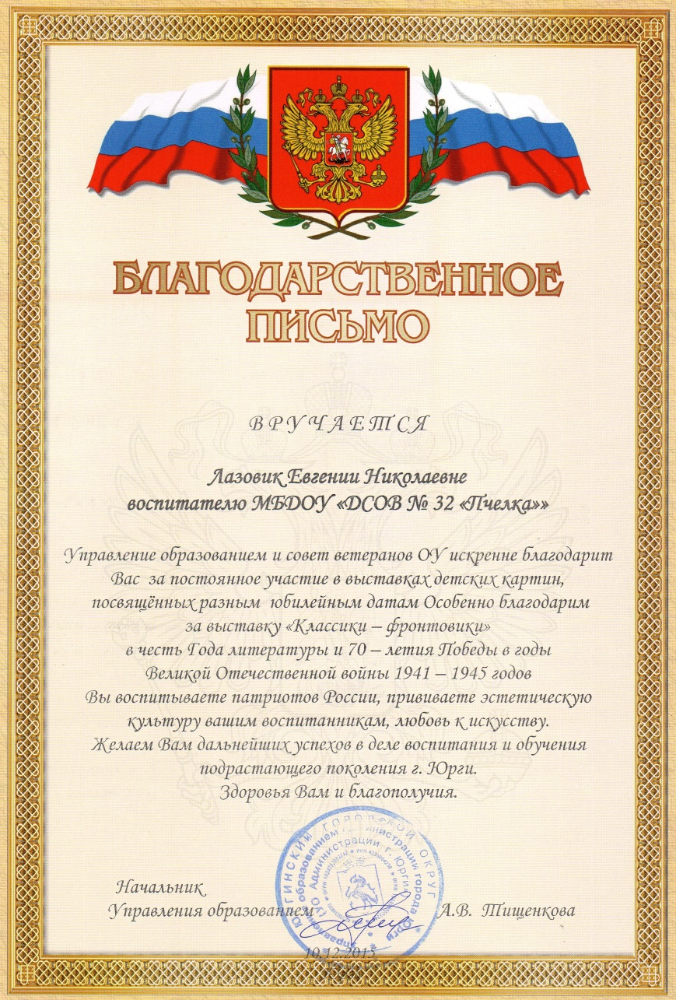 БЛАГОДАРСТВЕННОЕ
ПИСЬМО
ВРУЧАЕТСЯ
Лазовик Евгении Николаевне
воспитателю МБДОУ «ДСОВ № 32 «Пчелка»»
Управление образованием и совет ветеранов ОУ искренне благодарит
Вас за постоянное участие в выставках детских картин,
посвящённых разным юбилейным датам Особенно благодарим
за выставку «Классики – фронтовики»
в честь Года литературы и 70 – летия Победы в годы
Великой Отечественной войны 1941 – 1945 годов
Вы воспитываете патриотов России, прививаете эстетическую
культуру вашим воспитанникам, любовь к искусству.
Желаем Вам дальнейших успехов в деле воспитания и обучения
подрастающего поколения г. Юрги.
Здоровья Вам и благополучия.
ЮРГИНСКИЙ ГОРОДСКОЙ ОКРУГ
Управление образованием Администрации города Юрги
(УО Администрации г. Юрги)
Начальник
Управления образованием А.В. Тищенкова
10.12.2015